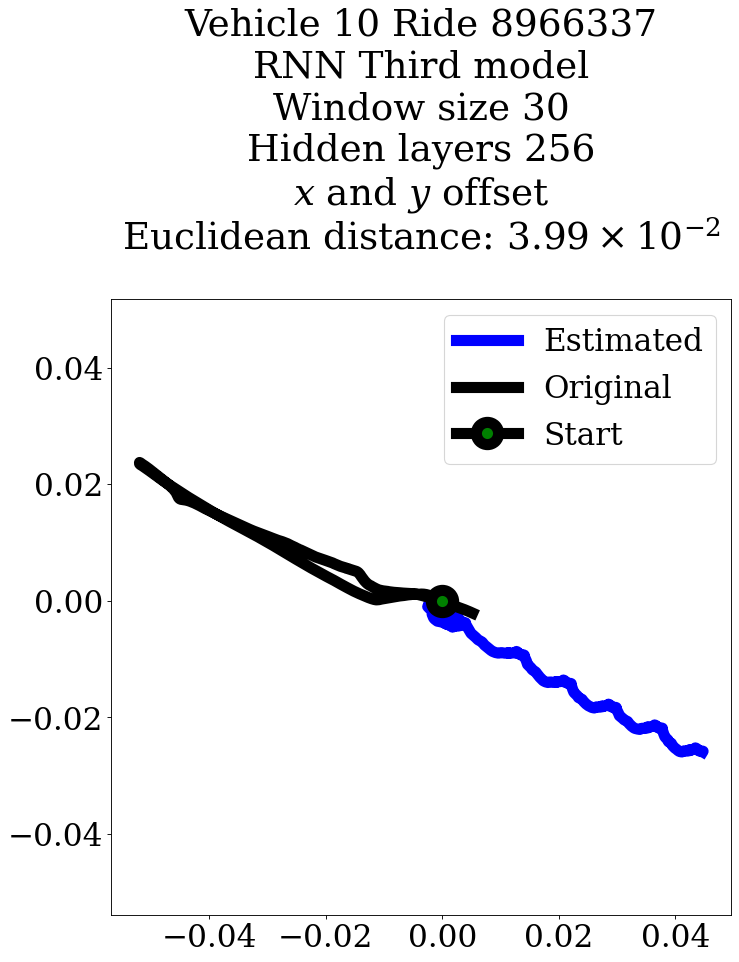 Vehicle 10 Ride 8966337
RNN Third model
Window size 30
Hidden layers 256
x and y offset
Euclidean distance: 3.99 × 10⁻²
Estimated
Original
Start
0.04
0.02
0.00
−0.02
−0.04
−0.04 −0.02 0.00 0.02 0.04